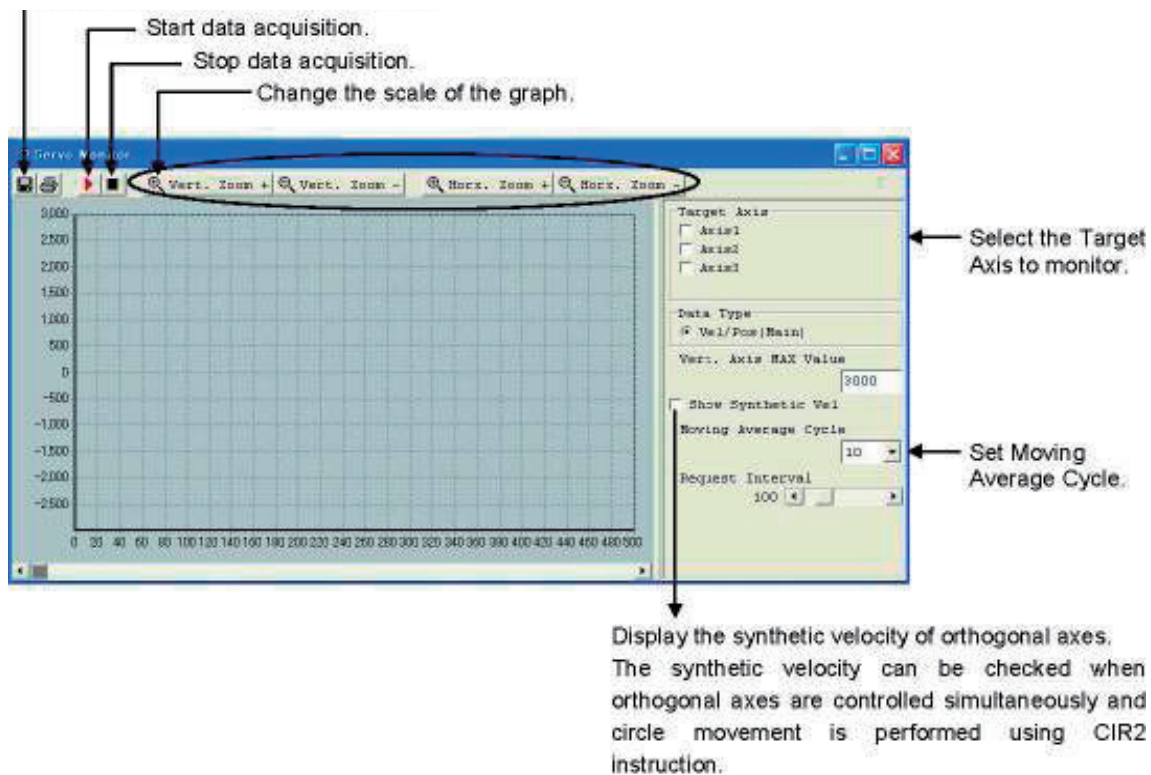 Start data acquisition.
Stop data acquisition.
Change the scale of the graph.
Servo Monitor
Vert. Zoom + Vert. Zoom - Horz. Zoom + Horz. Zoom -
Target Axis
Axis1
Axis2
Axis3
Select the Target
Axis to monitor.
Data Type
Vel/Pos(Main)
Vert. Axis MAX Value
3000
Show Synthetic Vel
Moving Average Cycle
10
Set Moving
Average Cycle.
Request Interval
100
3,000
2,500
2,000
1,500
1,000
500
0
-500
-1,000
-1,500
-2,000
-2,500
0 20 40 60 80 100 120 140 160 180 200 220 240 260 280 300 320 340 360 380 400 420 440 460 480 500
Display the synthetic velocity of orthogonal axes.
The synthetic velocity can be checked when
orthogonal axes are controlled simultaneously and
circle movement is performed using CIR2
instruction.